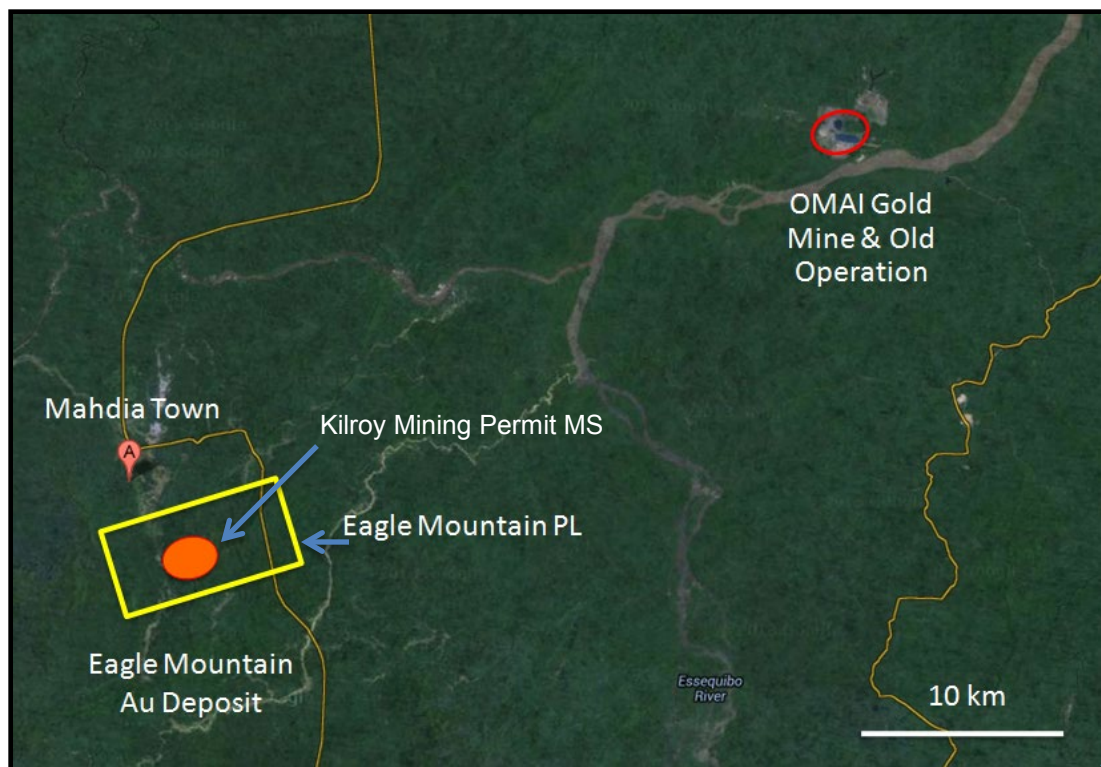 OMAI Gold
Mine & Old
Operation
Mahdia Town
Kilroy Mining Permit MS
A
Eagle Mountain PL
Eagle Mountain
Au Deposit
Essequibo
River
10 km